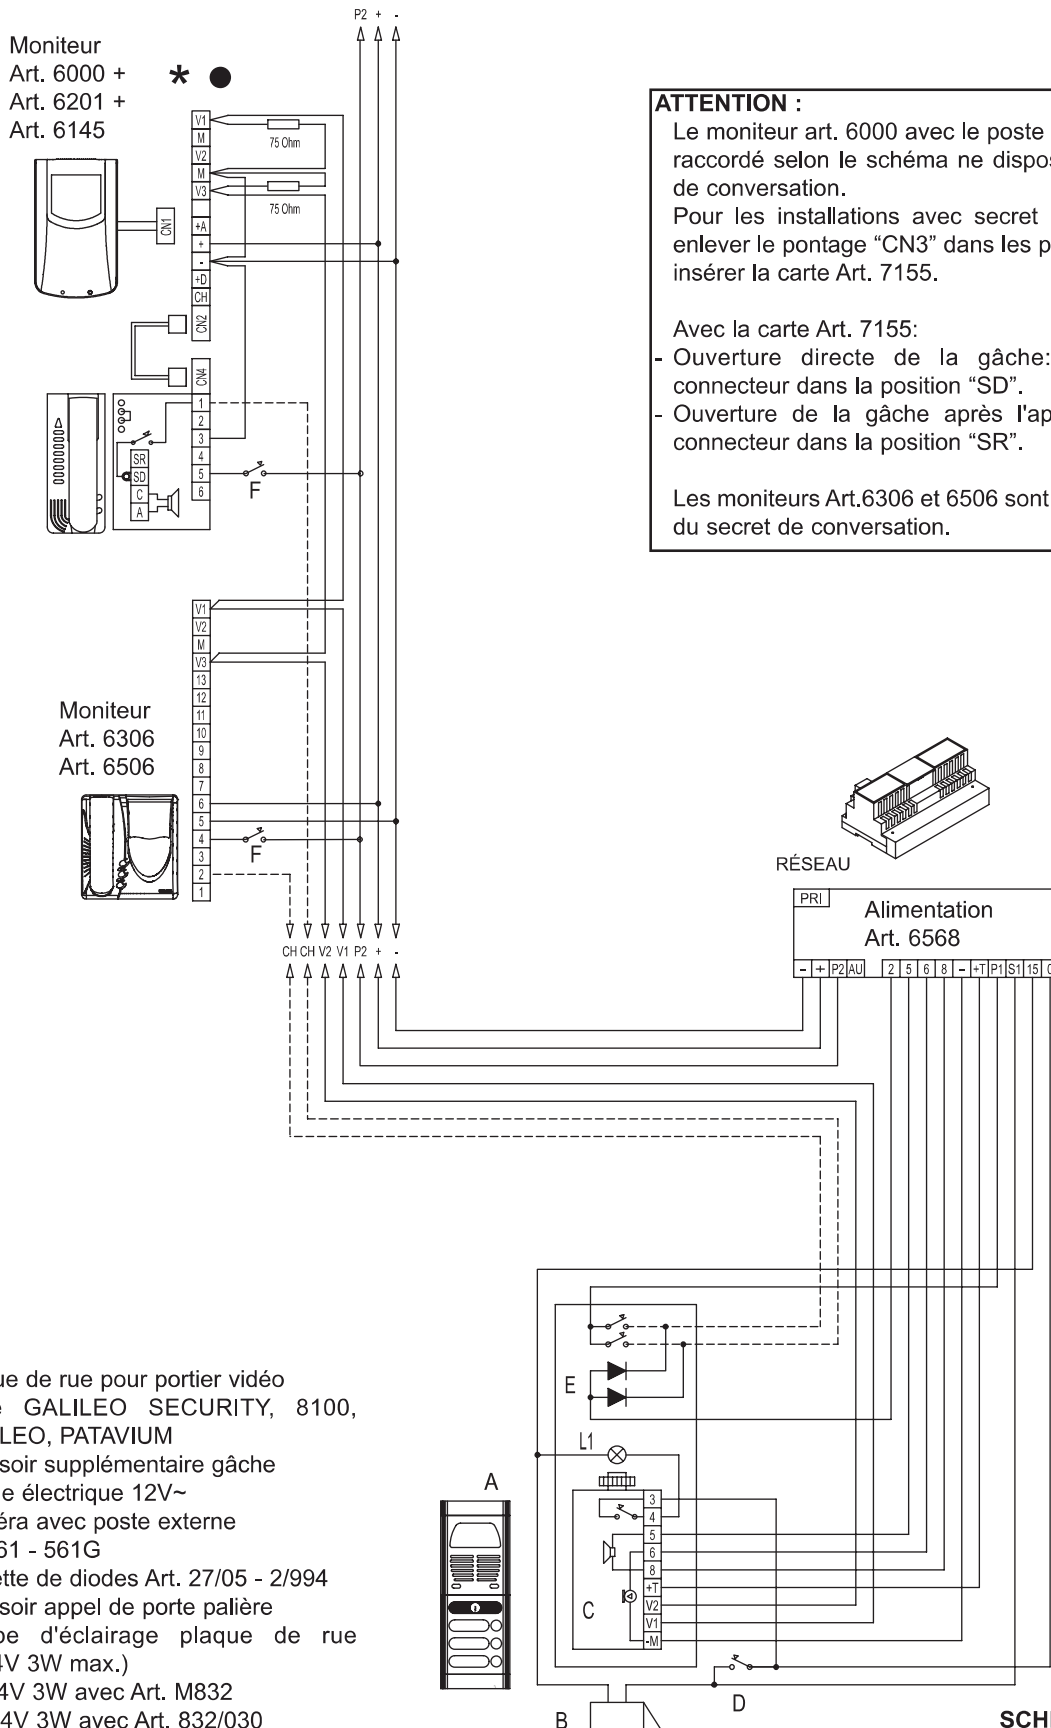 P2 + -
Moniteur
Art. 6000 +
Art. 6201 +
Art. 6145
* ●
V1
M
V2
M
V3
+A
+
-
+D
CH
CN2
CN4
75 Ohm
75 Ohm
CN1
1
2
3
4
5
6
SR
SD
C
A
F
ATTENTION :
Le moniteur art. 6000 avec le poste
raccordé selon le schéma ne dispos
de conversation.
Pour les installations avec secret
enlever le pontage “CN3” dans les p
insérer la carte Art. 7155.
Avec la carte Art. 7155:
- Ouverture directe de la gâche:
connecteur dans la position “SD”.
- Ouverture de la gâche après l'ap
connecteur dans la position “SR”.
Les moniteurs Art.6306 et 6506 sont
du secret de conversation.
Moniteur
Art. 6306
Art. 6506
V1
V2
M
V3
13
12
11
10
9
8
7
6
5
4
3
2
1
F
CH CH V2 V1 P2 + -
RÉSEAU
PRI
Alimentation
Art. 6568
- + P2 AU 2 5 6 8 - +T P1 S1 15
ue de rue pour portier vidéo
GALILEO SECURITY, 8100,
LEO, PATAVIUM
soir supplémentaire gâche
e électrique 12V~
éra avec poste externe
61 - 561G
ette de diodes Art. 27/05 - 2/994
soir appel de porte palière
pe d'éclairage plaque de rue
4V 3W max.)
4V 3W avec Art. M832
4V 3W avec Art. 832/030
A
E
L1
3
4
5
6
8
+T
V2
V1
-M
C
D
B
SCH